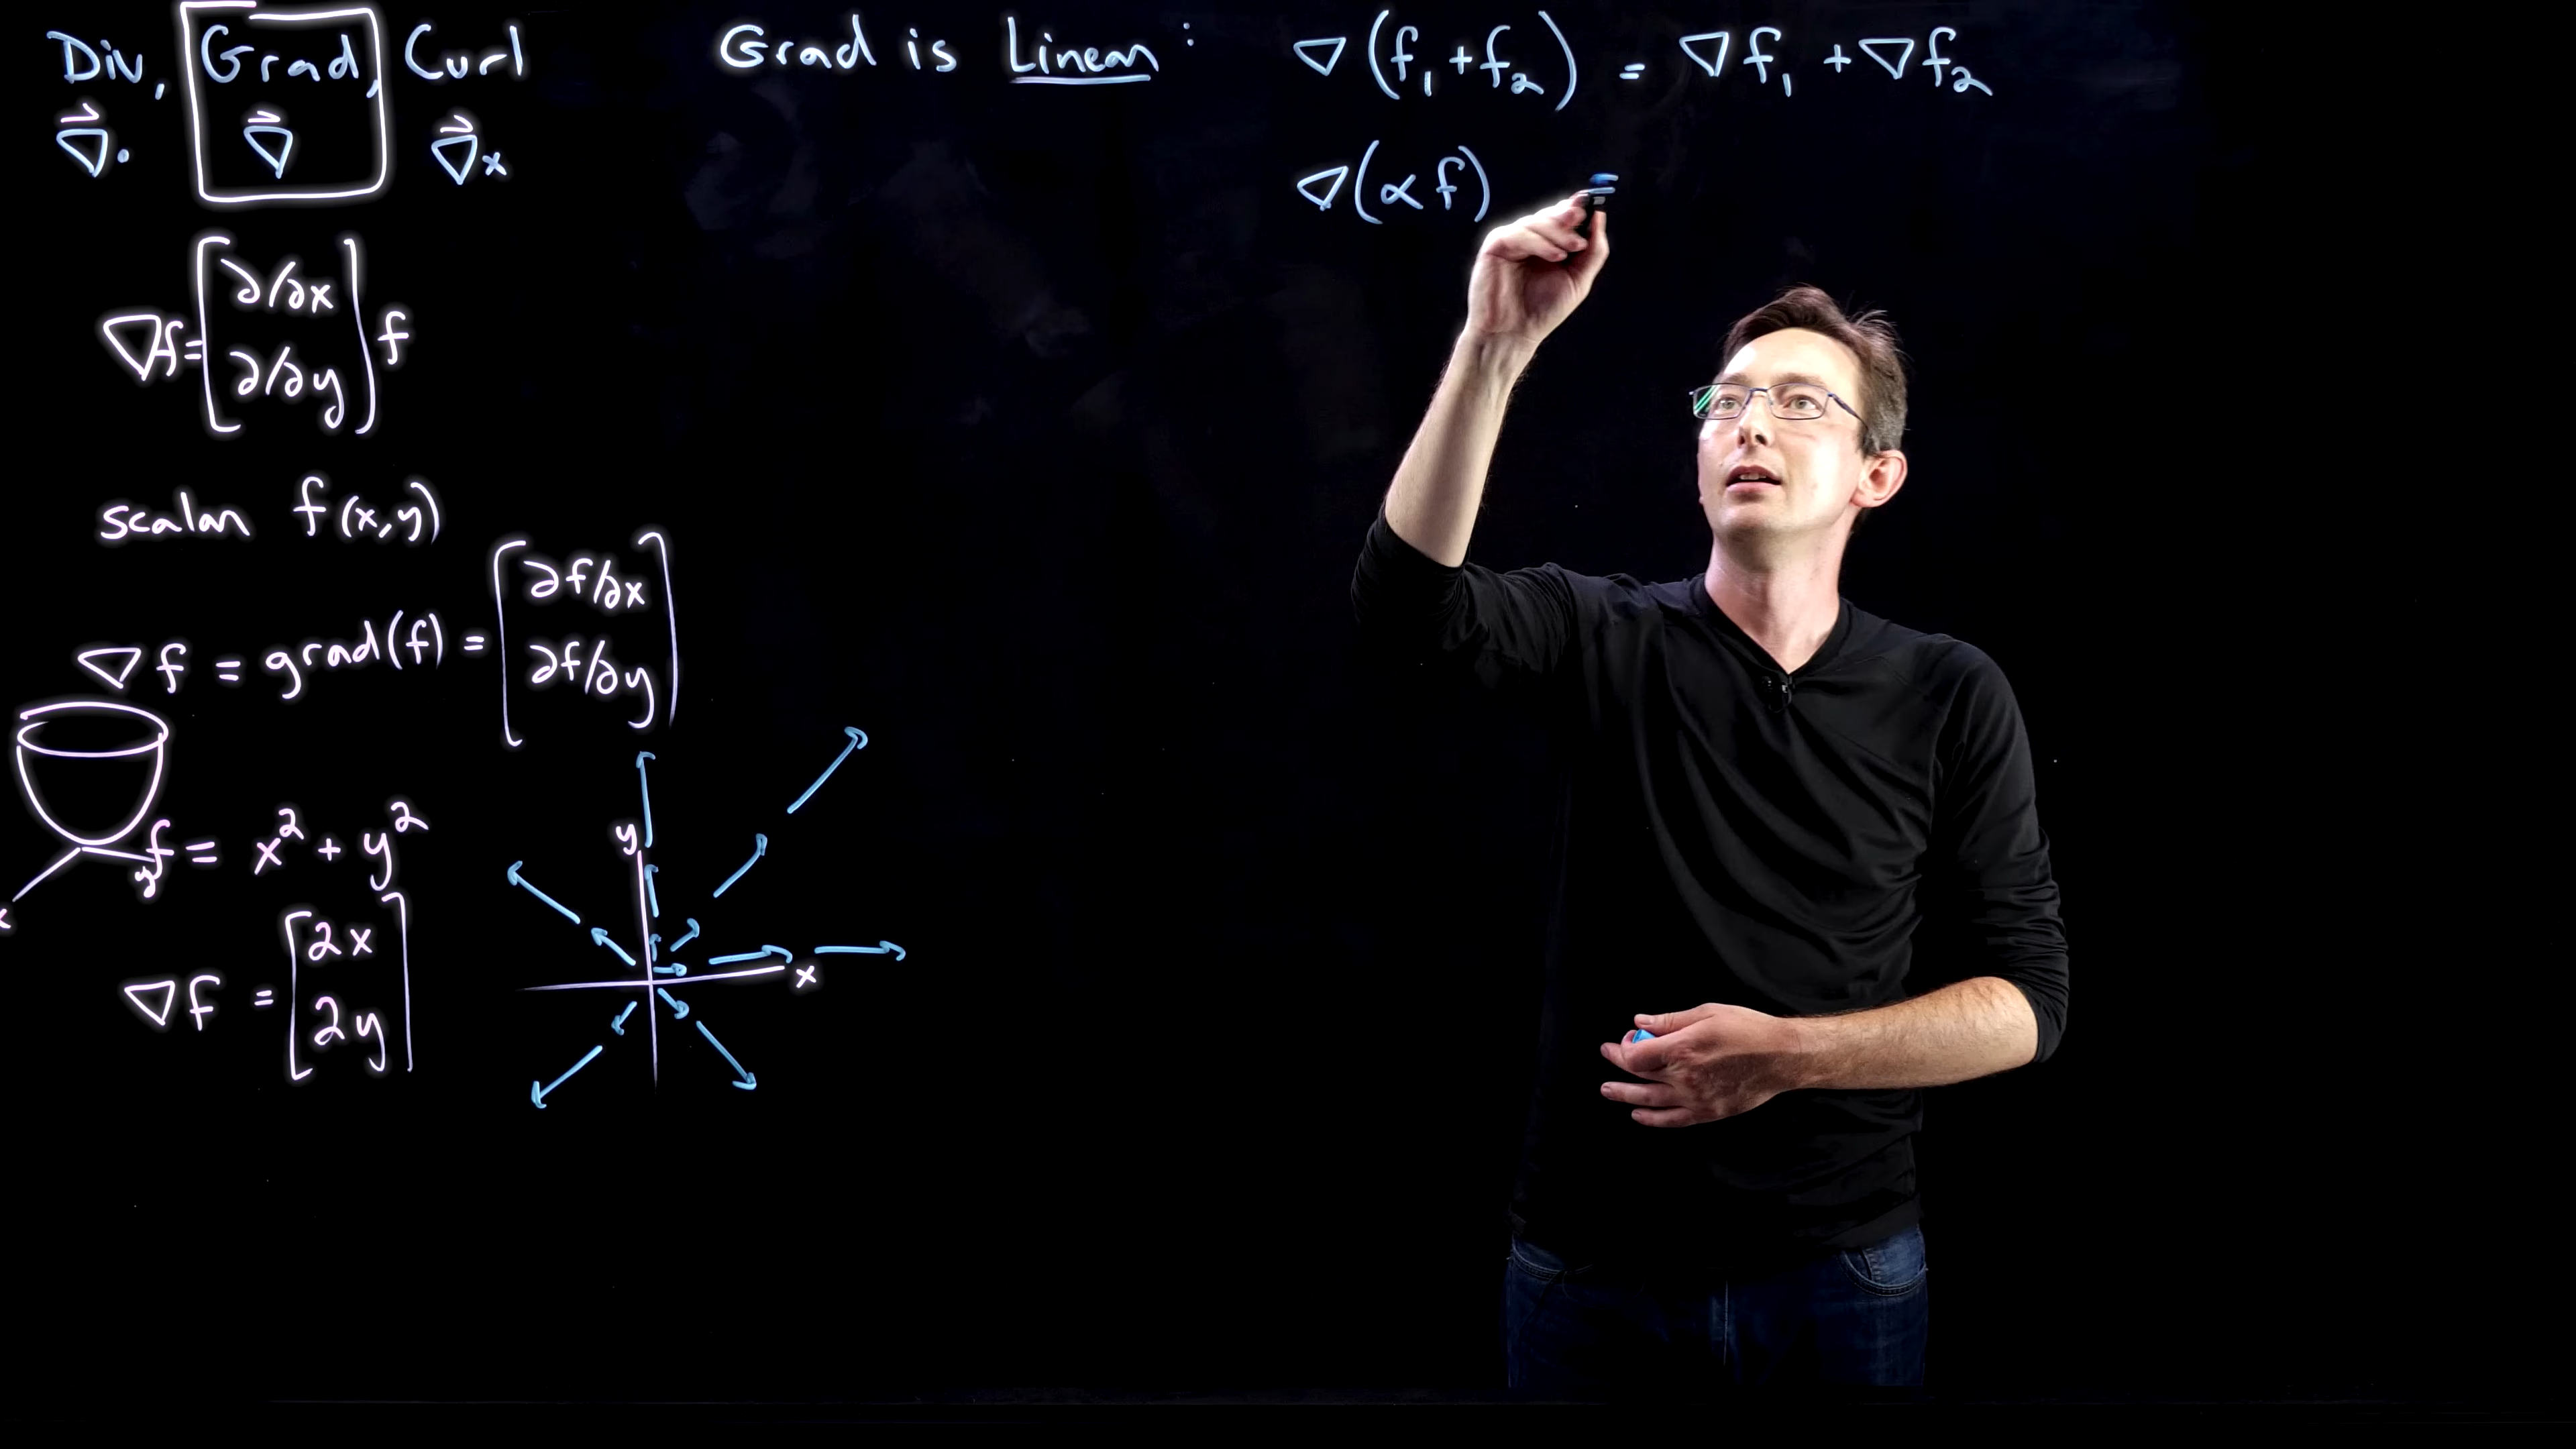 Div, Grad, Curl
∇⃗· ∇⃗ ∇⃗×
∇f = [∂/∂x ∂/∂y] f
scalar f(x,y)
∇f = grad(f) = [∂f/∂x ∂f/∂y]
f = x² + y²
∇f = [2x 2y]
x y
y x
Grad is Linear: ∇(f₁+f₂) = ∇f₁ + ∇f₂
∇(αf) =